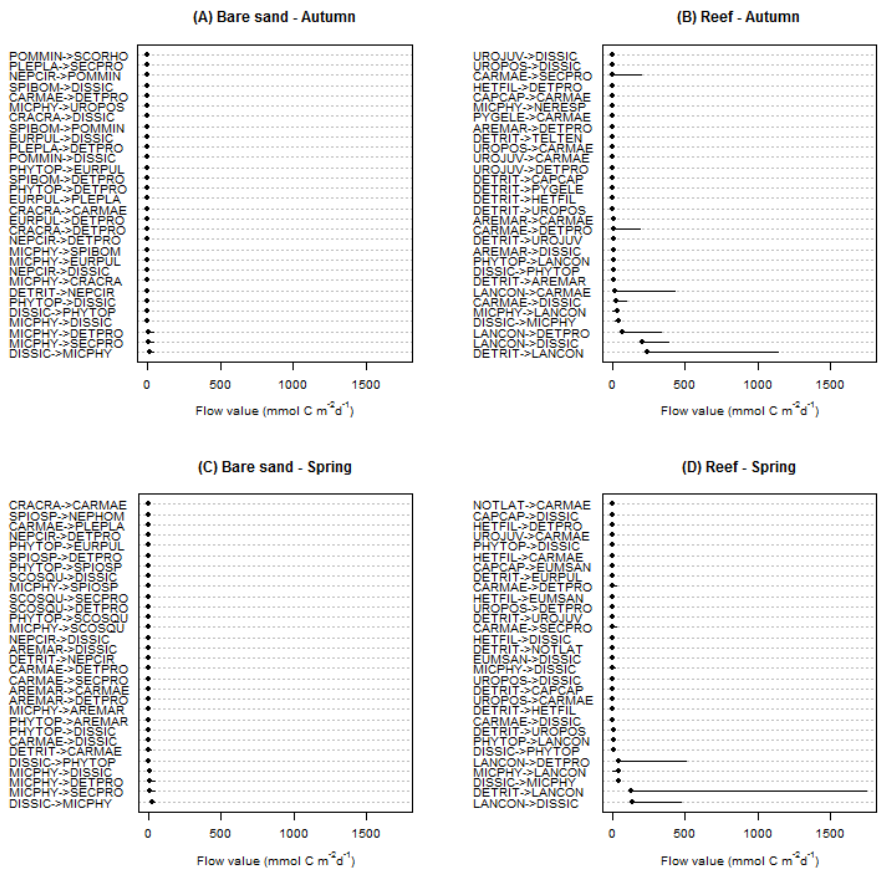 (A) Bare sand - Autumn
POMMIN->SCORHO
PLEPLA->SECPRO
NEPCIR->POMMIN
SPIBOM->DISSIC
CARMAE->DETPRO
MICPHY->UROPOS
CRACRA->DISSIC
SPIBOM->POMMIN
EURPUL->DISSIC
PLEPLA->DETPRO
POMMIN->DISSIC
PHYTOP->EURPUL
SPIBOM->DETPRO
PHYTOP->DETPRO
EURPUL->PLEPLA
CRACRA->CARMAE
EURPUL->DETPRO
CRACRA->DETPRO
NEPCIR->DETPRO
MICPHY->SPIBOM
MICPHY->EURPUL
NEPCIR->DISSIC
MICPHY->CRACRA
DETRIT->NEPCIR
PHYTOP->DISSIC
DISSIC->PHYTOP
MICPHY->DISSIC
MICPHY->DETPRO
MICPHY->SECPRO
DISSIC->MICPHY
0 500 1000 1500
Flow value (mmol C m⁻²d⁻¹)
(B) Reef - Autumn
UROJUV->DISSIC
UROPOS->DISSIC
CARMAE->SECPRO
HETFIL->DETPRO
CAPCAP->CARMAE
MICPHY->NERESP
PYGELE->CARMAE
AREMAR->DETPRO
DETRIT->TELTEN
UROPOS->CARMAE
UROJUV->CARMAE
UROJUV->DETPRO
DETRIT->CAPCAP
DETRIT->PYGELE
DETRIT->HETFIL
DETRIT->UROPOS
AREMAR->CARMAE
CARMAE->DETPRO
DETRIT->UROJUV
AREMAR->DISSIC
PHYTOP->LANCON
DISSIC->PHYTOP
DETRIT->AREMAR
LANCON->CARMAE
CARMAE->DISSIC
MICPHY->LANCON
DISSIC->MICPHY
LANCON->DETPRO
LANCON->DISSIC
DETRIT->LANCON
0 500 1000 1500
Flow value (mmol C m⁻²d⁻¹)
(C) Bare sand - Spring
CRACRA->CARMAE
SPIOSP->NEPHOM
CARMAE->PLEPLA
NEPCIR->DETPRO
PHYTOP->EURPUL
SPIOSP->DETPRO
PHYTOP->SPIOSP
SCOSQU->DISSIC
MICPHY->SPIOSP
SCOSQU->SECPRO
SCOSQU->DETPRO
PHYTOP->SCOSQU
MICPHY->SCOSQU
NEPCIR->DISSIC
AREMAR->DISSIC
DETRIT->NEPCIR
CARMAE->DETPRO
CARMAE->SECPRO
AREMAR->CARMAE
AREMAR->DETPRO
MICPHY->AREMAR
PHYTOP->AREMAR
PHYTOP->DISSIC
CARMAE->DISSIC
DETRIT->CARMAE
DISSIC->PHYTOP
MICPHY->DISSIC
MICPHY->DETPRO
MICPHY->SECPRO
DISSIC->MICPHY
0 500 1000 1500
Flow value (mmol C m⁻²d⁻¹)
(D) Reef - Spring
NOTLAT->CARMAE
CAPCAP->DISSIC
HETFIL->DETPRO
UROJUV->CARMAE
PHYTOP->DISSIC
HETFIL->CARMAE
CAPCAP->EUMSAN
DETRIT->EURPUL
CARMAE->DETPRO
HETFIL->EUMSAN
UROPOS->DETPRO
DETRIT->UROJUV
CARMAE->SECPRO
HETFIL->DISSIC
DETRIT->NOTLAT
EUMSAN->DISSIC
MICPHY->DISSIC
UROPOS->DISSIC
DETRIT->CAPCAP
UROPOS->CARMAE
DETRIT->HETFIL
CARMAE->DISSIC
DETRIT->UROPOS
PHYTOP->LANCON
DISSIC->PHYTOP
LANCON->DETPRO
MICPHY->LANCON
DISSIC->MICPHY
DETRIT->LANCON
LANCON->DISSIC
0 500 1000 1500
Flow value (mmol C m⁻²d⁻¹)